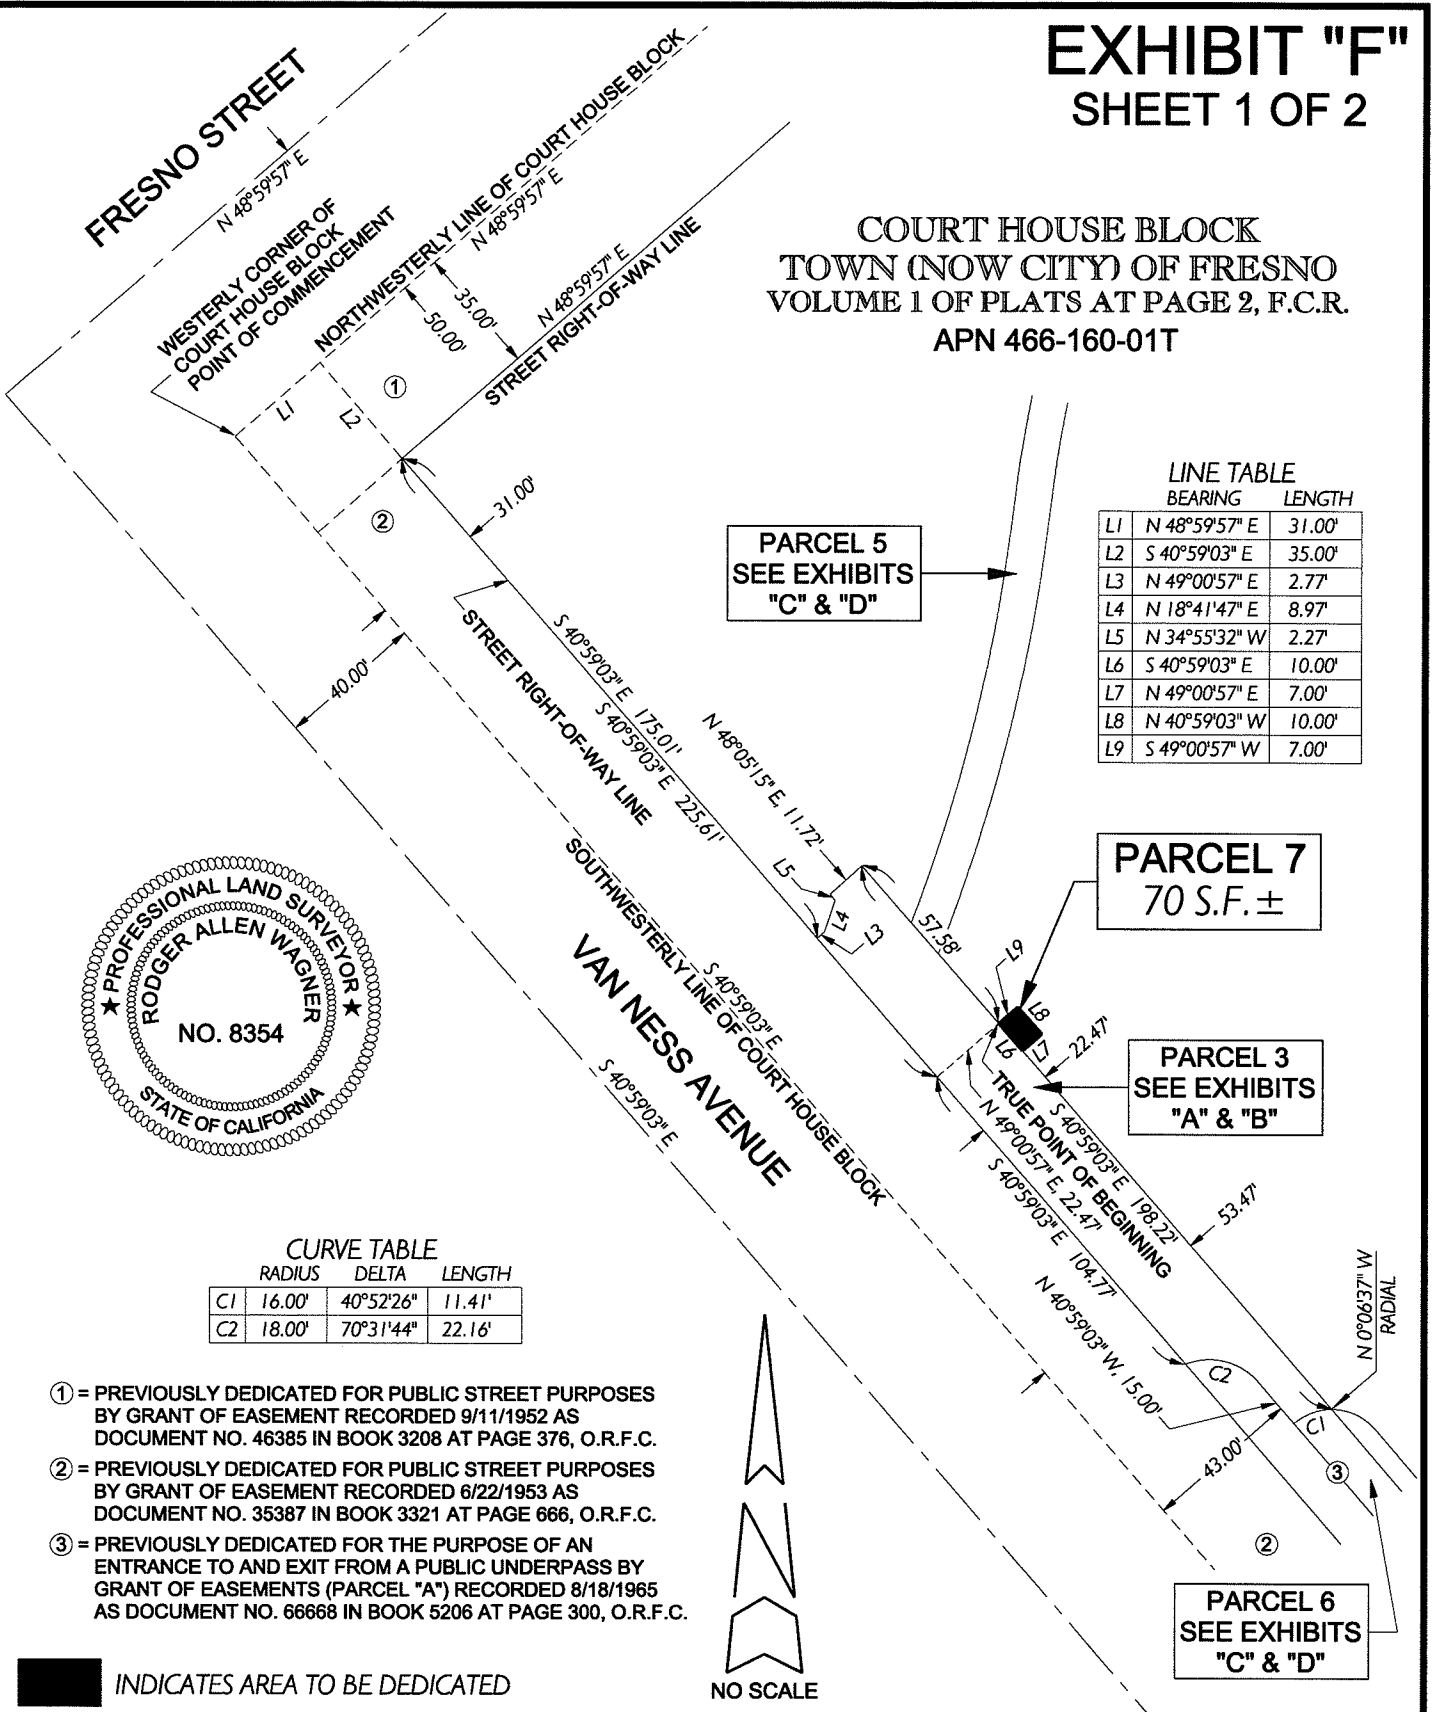 EXHIBIT "F"
SHEET 1 OF 2
FRESNO STREET
N 48°59'57" E
WESTERLY CORNER OF
COURT HOUSE BLOCK
POINT OF COMMENCEMENT
NORTHWESTERLY LINE OF COURT HOUSE BLOCK
N 48°59'57" E
35.00'
50.00'
N 48°59'57" E
STREET RIGHT-OF-WAY LINE
COURT HOUSE BLOCK
TOWN (NOW CITY) OF FRESNO
VOLUME 1 OF PLATS AT PAGE 2, F.C.R.
APN 466-160-01T
L1
L2
1
2
31.00'
40.00'
PARCEL 5
SEE EXHIBITS
"C" & "D"
LINE TABLE
BEARING LENGTH
L1 N 48°59'57" E 31.00'
L2 S 40°59'03" E 35.00'
L3 N 49°00'57" E 2.77'
L4 N 18°41'47" E 8.97'
L5 N 34°55'32" W 2.27'
L6 S 40°59'03" E 10.00'
L7 N 49°00'57" E 7.00'
L8 N 40°59'03" W 10.00'
L9 S 49°00'57" W 7.00'
S 40°59'03" E 175.01'
S 40°59'03" E 225.61'
STREET RIGHT-OF-WAY LINE
N 48°05'15" E, 11.72'
L5
L4
L3
57.58'
L9
L8
L7
L6
22.47'
PARCEL 7
70 S.F. ±
PARCEL 3
SEE EXHIBITS
"A" & "B"
SOUTHWESTERLY LINE OF COURT HOUSE BLOCK
S 40°59'03" E
VAN NESS AVENUE
S 40°59'03" E
PROFESSIONAL LAND SURVEYOR
RODGER ALLEN WAGNER
NO. 8354
STATE OF CALIFORNIA
S 40°59'03" E 198.22'
TRUE POINT OF BEGINNING
N 49°00'57" E, 22.47'
S 40°59'03" E 104.77'
53.47'
N 40°59'03" W, 15.00'
N 0°06'37" W
RADIAL
C2
C1
43.00'
3
2
PARCEL 6
SEE EXHIBITS
"C" & "D"
CURVE TABLE
RADIUS DELTA LENGTH
C1 16.00' 40°52'26" 11.41'
C2 18.00' 70°31'44" 22.16'
1 = PREVIOUSLY DEDICATED FOR PUBLIC STREET PURPOSES
BY GRANT OF EASEMENT RECORDED 9/11/1952 AS
DOCUMENT NO. 46385 IN BOOK 3208 AT PAGE 376, O.R.F.C.
2 = PREVIOUSLY DEDICATED FOR PUBLIC STREET PURPOSES
BY GRANT OF EASEMENT RECORDED 6/22/1953 AS
DOCUMENT NO. 35387 IN BOOK 3321 AT PAGE 666, O.R.F.C.
3 = PREVIOUSLY DEDICATED FOR THE PURPOSE OF AN
ENTRANCE TO AND EXIT FROM A PUBLIC UNDERPASS BY
GRANT OF EASEMENTS (PARCEL "A") RECORDED 8/18/1965
AS DOCUMENT NO. 66668 IN BOOK 5206 AT PAGE 300, O.R.F.C.
INDICATES AREA TO BE DEDICATED
N
NO SCALE